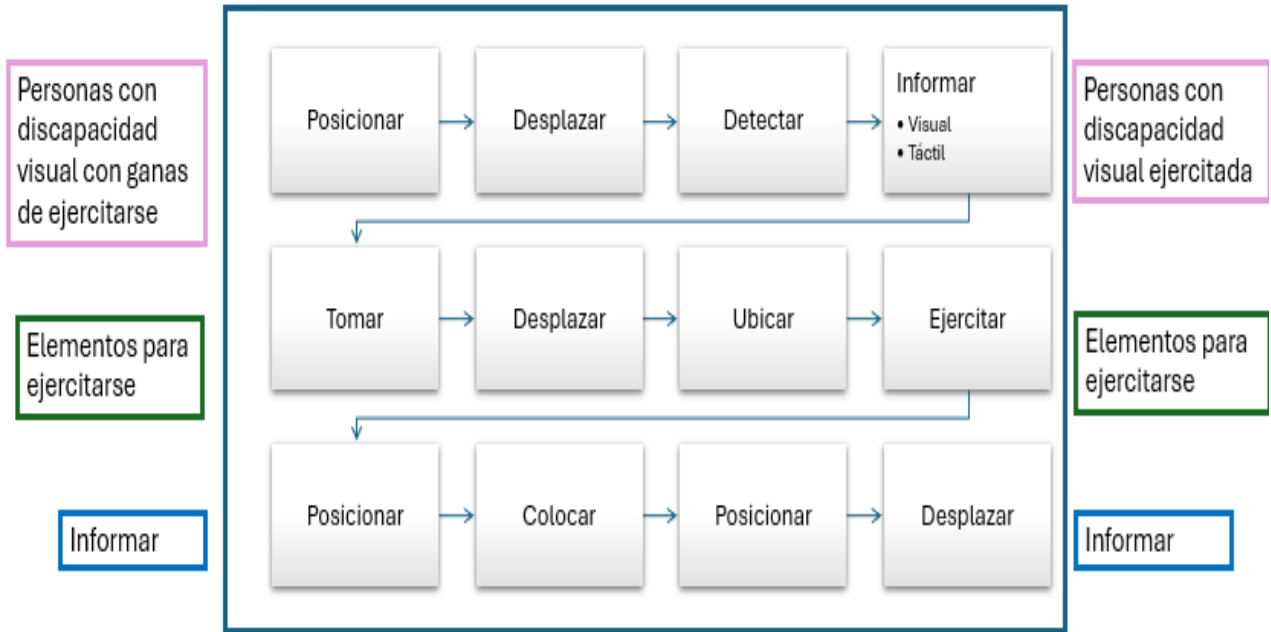 Personas con
discapacidad
visual con ganas
de ejercitarse
Elementos para
ejercitarse
Informar
Posicionar
Desplazar
Detectar
Informar
• Visual
• Táctil
Tomar
Desplazar
Ubicar
Ejercitar
Posicionar
Colocar
Posicionar
Desplazar
Personas con
discapacidad
visual ejercitada
Elementos para
ejercitarse
Informar